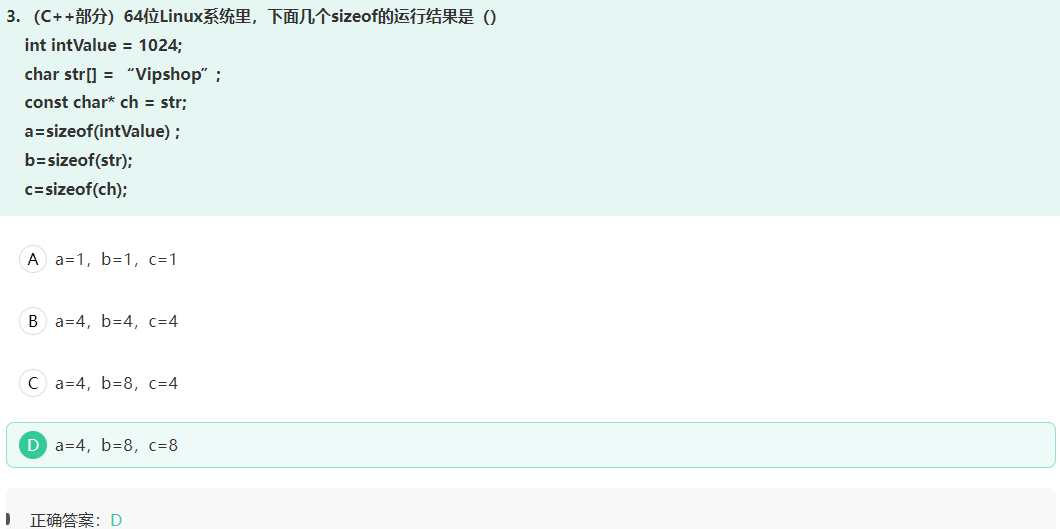 3. （C++部分）64位Linux系统里，下面几个sizeof的运行结果是（）
int intValue = 1024;
char str[] = “Vipshop”;
const char* ch = str;
a=sizeof(intValue) ;
b=sizeof(str);
c=sizeof(ch);
A a=1，b=1，c=1
B a=4，b=4，c=4
C a=4，b=8，c=4
D a=4，b=8，c=8
正确答案：D